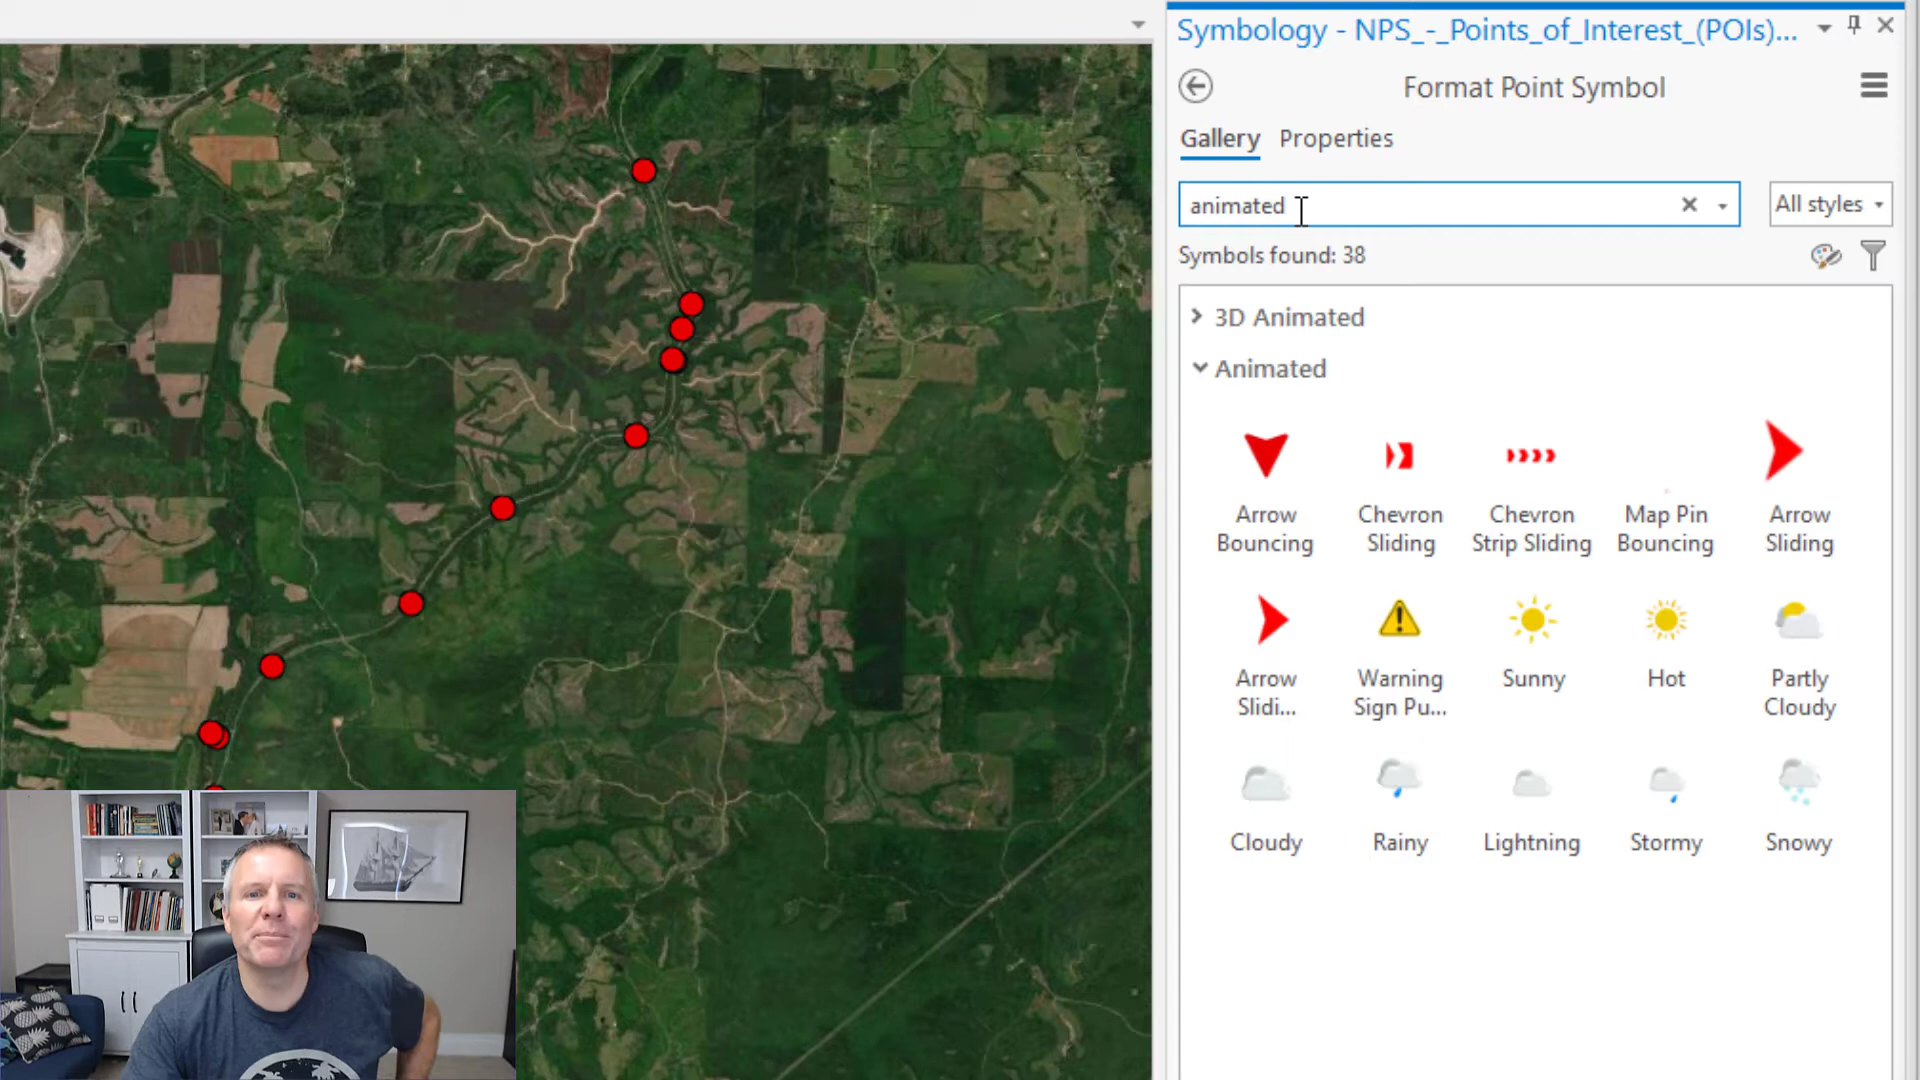 Symbology - NPS_-_Points_of_Interest_(POIs)...
Format Point Symbol
Gallery Properties
animated
All styles
Symbols found: 38
3D Animated
Animated
Arrow Bouncing
Chevron Sliding
Chevron Strip Sliding
Map Pin Bouncing
Arrow Sliding
Arrow Slidi...
Warning Sign Pu...
Sunny
Hot
Partly Cloudy
Cloudy
Rainy
Lightning
Stormy
Snowy